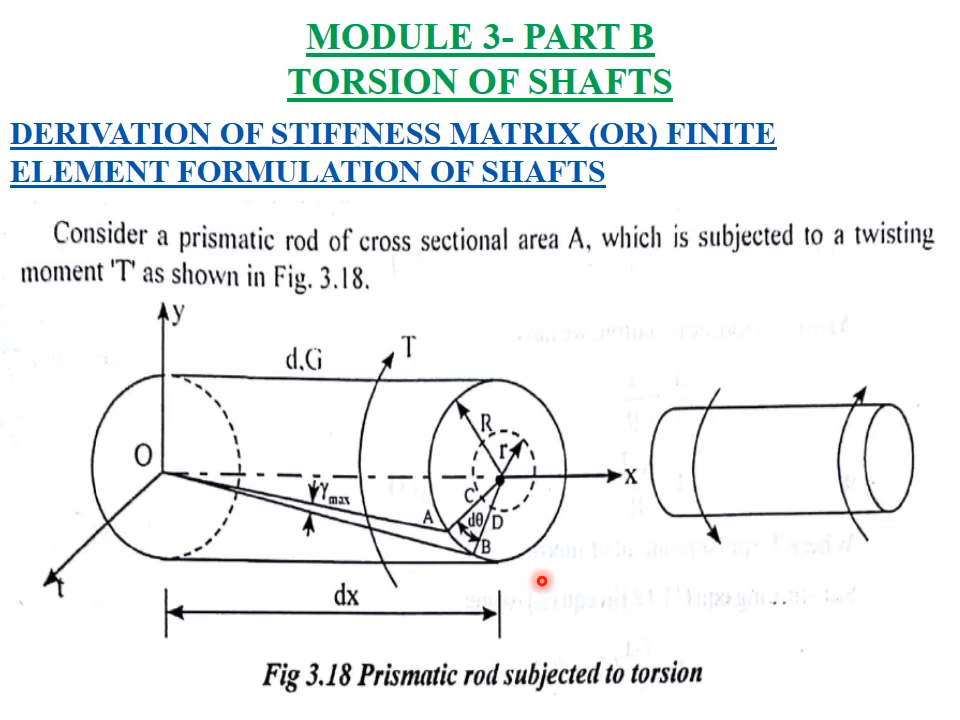 MODULE 3- PART B
TORSION OF SHAFTS
DERIVATION OF STIFFNESS MATRIX (OR) FINITE
ELEMENT FORMULATION OF SHAFTS
Consider a prismatic rod of cross sectional area A, which is subjected to a twisting
moment 'T' as shown in Fig. 3.18.
y
d,G
T
R
r
O
x
γmax
C
A
dθ
D
B
t
dx
Fig 3.18 Prismatic rod subjected to torsion